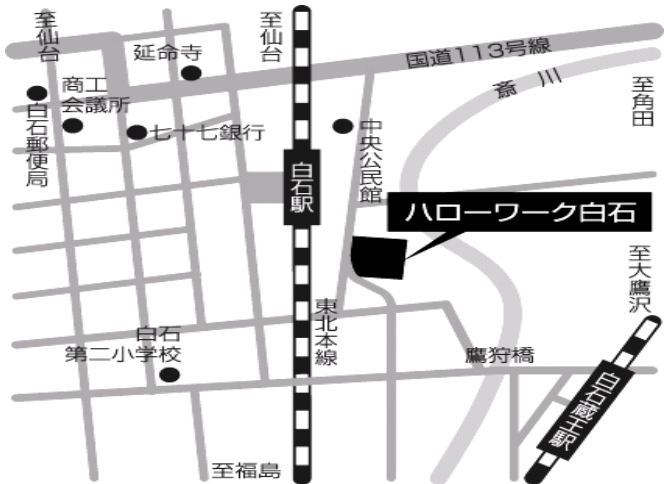 至仙台
至仙台
延命寺
国道113号線
斎川
至角田
商工
会議所
白石郵便局
七十七銀行
中央公民館
白石駅
ハローワーク白石
至大鷹沢
東北本線
白石
第二小学校
鷹狩橋
白石蔵王駅
至福島